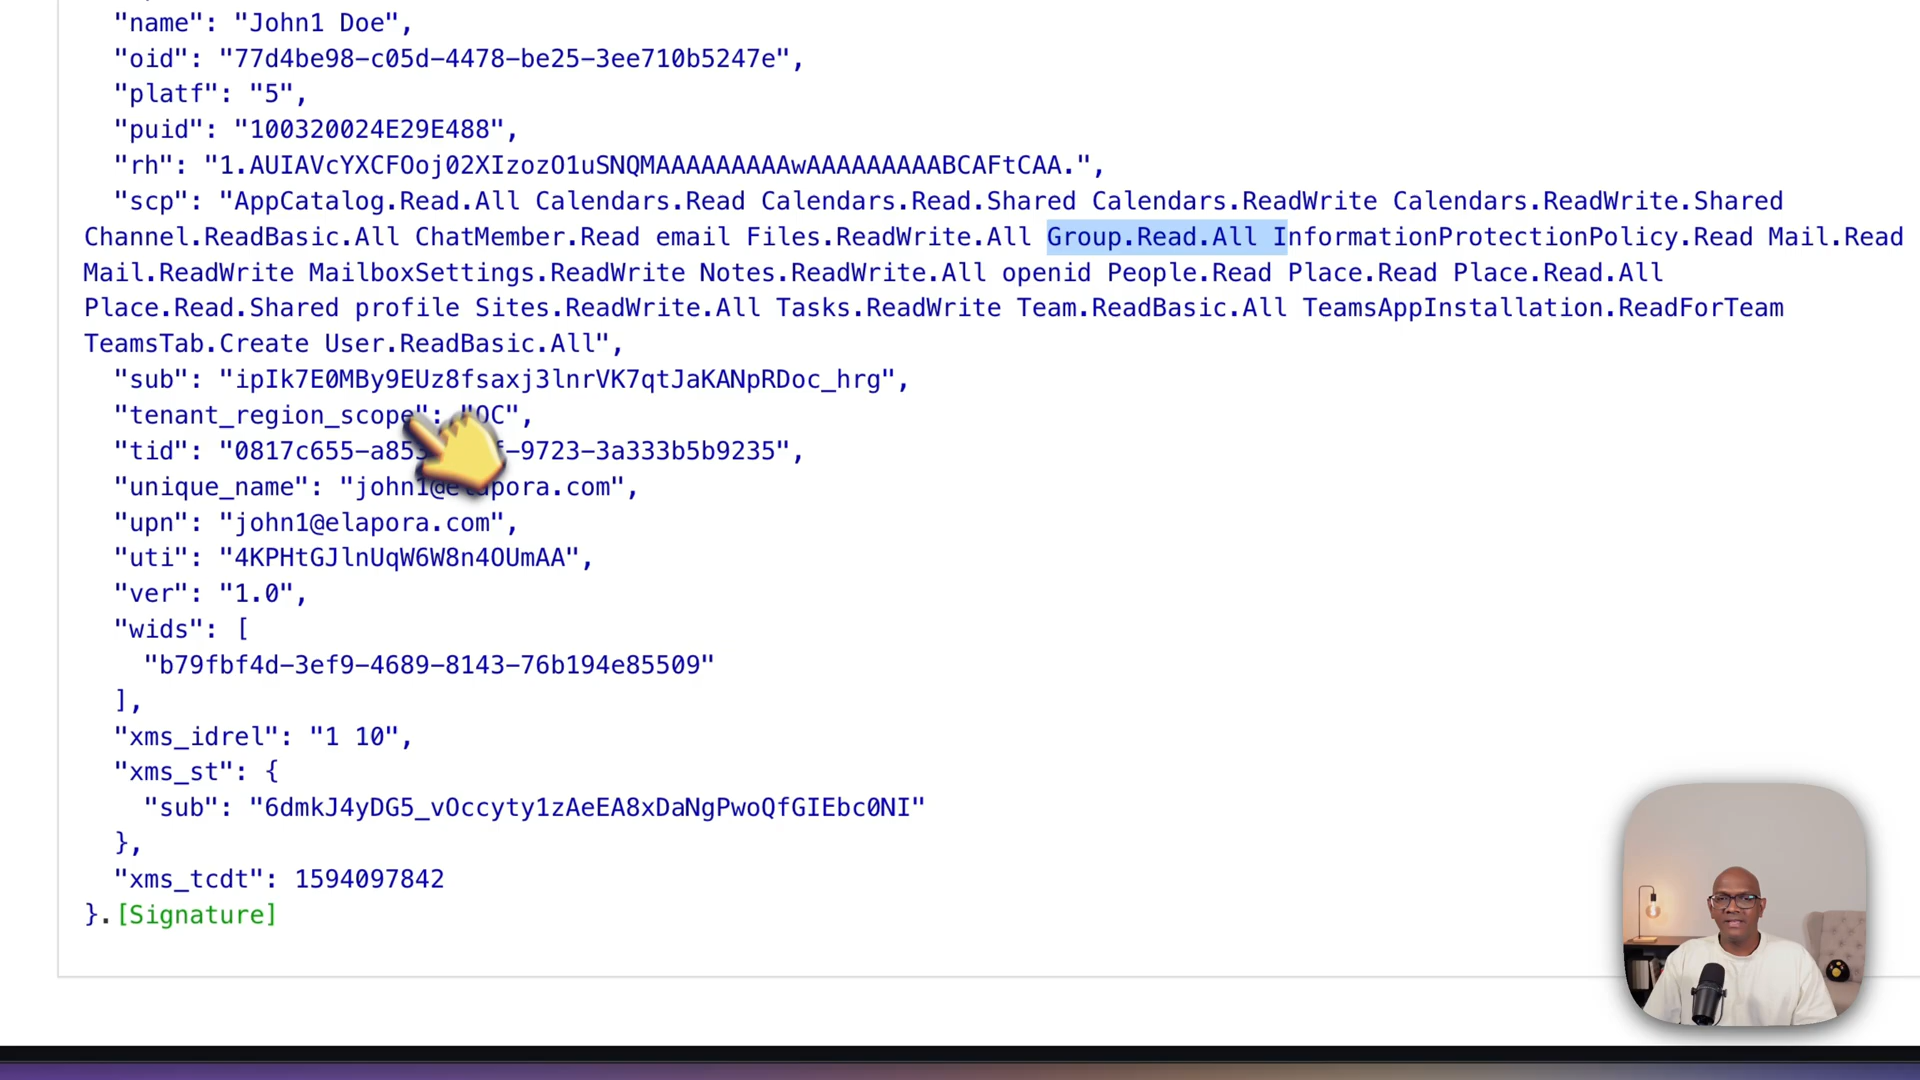 "name": "John1 Doe",
"oid": "77d4be98-c05d-4478-be25-3ee710b5247e",
"platf": "5",
"puid": "100320024E29E488",
"rh": "1.AUIAVcYXCFOoj02XIzozO1uSNQMAAAAAAAAAwAAAAAAAAABCAFtCAA.",
"scp": "AppCatalog.Read.All Calendars.Read Calendars.Read.Shared Calendars.ReadWrite Calendars.ReadWrite.Shared
Channel.ReadBasic.All ChatMember.Read email Files.ReadWrite.All Group.Read.All InformationProtectionPolicy.Read Mail.Read
Mail.ReadWrite MailboxSettings.ReadWrite Notes.ReadWrite.All openid People.Read Place.Read Place.Read.All
Place.Read.Shared profile Sites.ReadWrite.All Tasks.ReadWrite Team.ReadBasic.All TeamsAppInstallation.ReadForTeam
TeamsTab.Create User.ReadBasic.All",
"sub": "ipIk7E0MBy9EUz8fsaxj3lnrVK7qtJaKANpRDoc_hrg",
"tenant_region_scope": "OC",
"tid": "0817c655-a853 -9723-3a333b5b9235",
"unique_name": "john1@elapora.com",
"upn": "john1@elapora.com",
"uti": "4KPHtGJlnUqW6W8n4OUmAA",
"ver": "1.0",
"wids": [
"b79fbf4d-3ef9-4689-8143-76b194e85509"
],
"xms_idrel": "1 10",
"xms_st": {
"sub": "6dmkJ4yDG5_vOccyty1zAeEA8xDaNgPwoQfGIEbc0NI"
},
"xms_tcdt": 1594097842
}.[Signature]